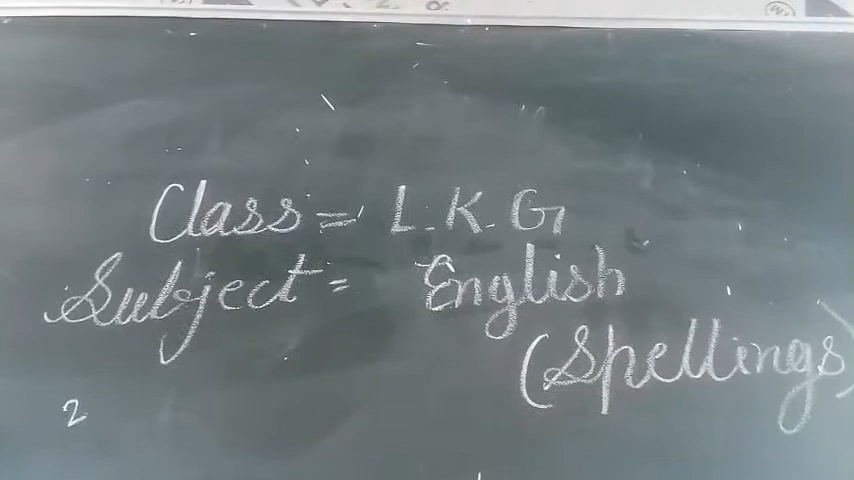 Class = L.K.G
Subject = English
(Spellings)
2